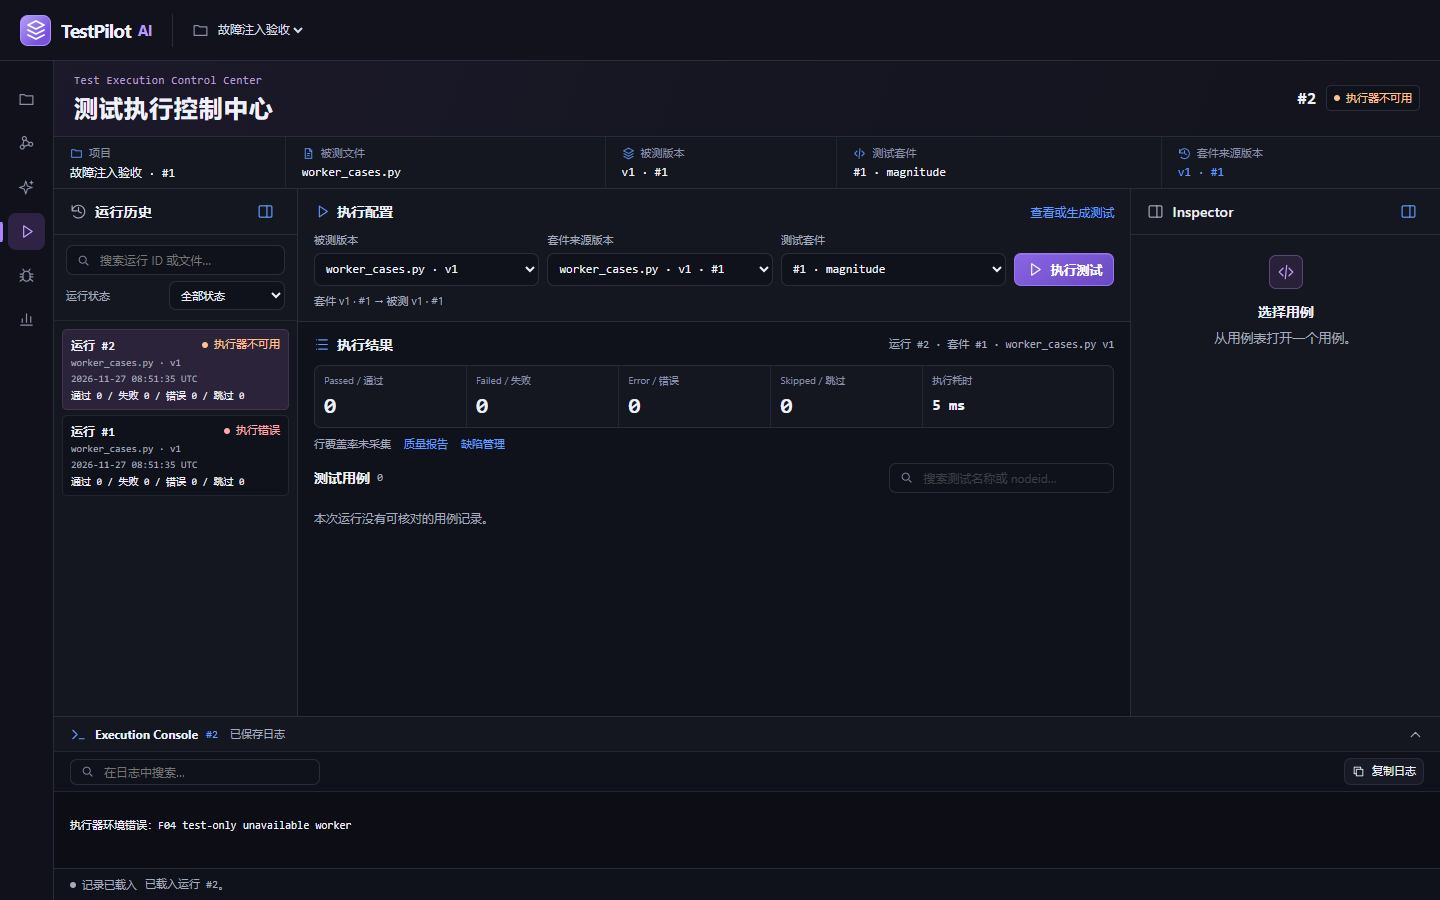 TestPilot AI
故障注入验收
Test Execution Control Center
测试执行控制中心
#2
执行器不可用
项目
故障注入验收 · #1
被测文件
worker_cases.py
被测版本
v1 · #1
测试套件
#1 · magnitude
套件来源版本
v1 · #1
运行历史
搜索运行 ID 或文件...
运行状态
全部状态
运行 #2
执行器不可用
worker_cases.py · v1
2026-11-27 08:51:35 UTC
通过 0 / 失败 0 / 错误 0 / 跳过 0
运行 #1
执行错误
worker_cases.py · v1
2026-11-27 08:51:35 UTC
通过 0 / 失败 0 / 错误 0 / 跳过 0
执行配置
查看或生成测试
被测版本
套件来源版本
测试套件
worker_cases.py · v1
worker_cases.py · v1 · #1
#1 · magnitude
执行测试
套件 v1 · #1 → 被测 v1 · #1
执行结果
运行 #2 · 套件 #1 · worker_cases.py v1
Passed / 通过
0
Failed / 失败
0
Error / 错误
0
Skipped / 跳过
0
执行耗时
5 ms
行覆盖率未采集
质量报告
缺陷管理
测试用例 0
搜索测试名称或 nodeid...
本次运行没有可核对的用例记录。
Inspector
选择用例
从用例表打开一个用例。
Execution Console #2 已保存日志
在日志中搜索...
复制日志
执行器环境错误: F04 test-only unavailable worker
记录已载入 已载入运行 #2。